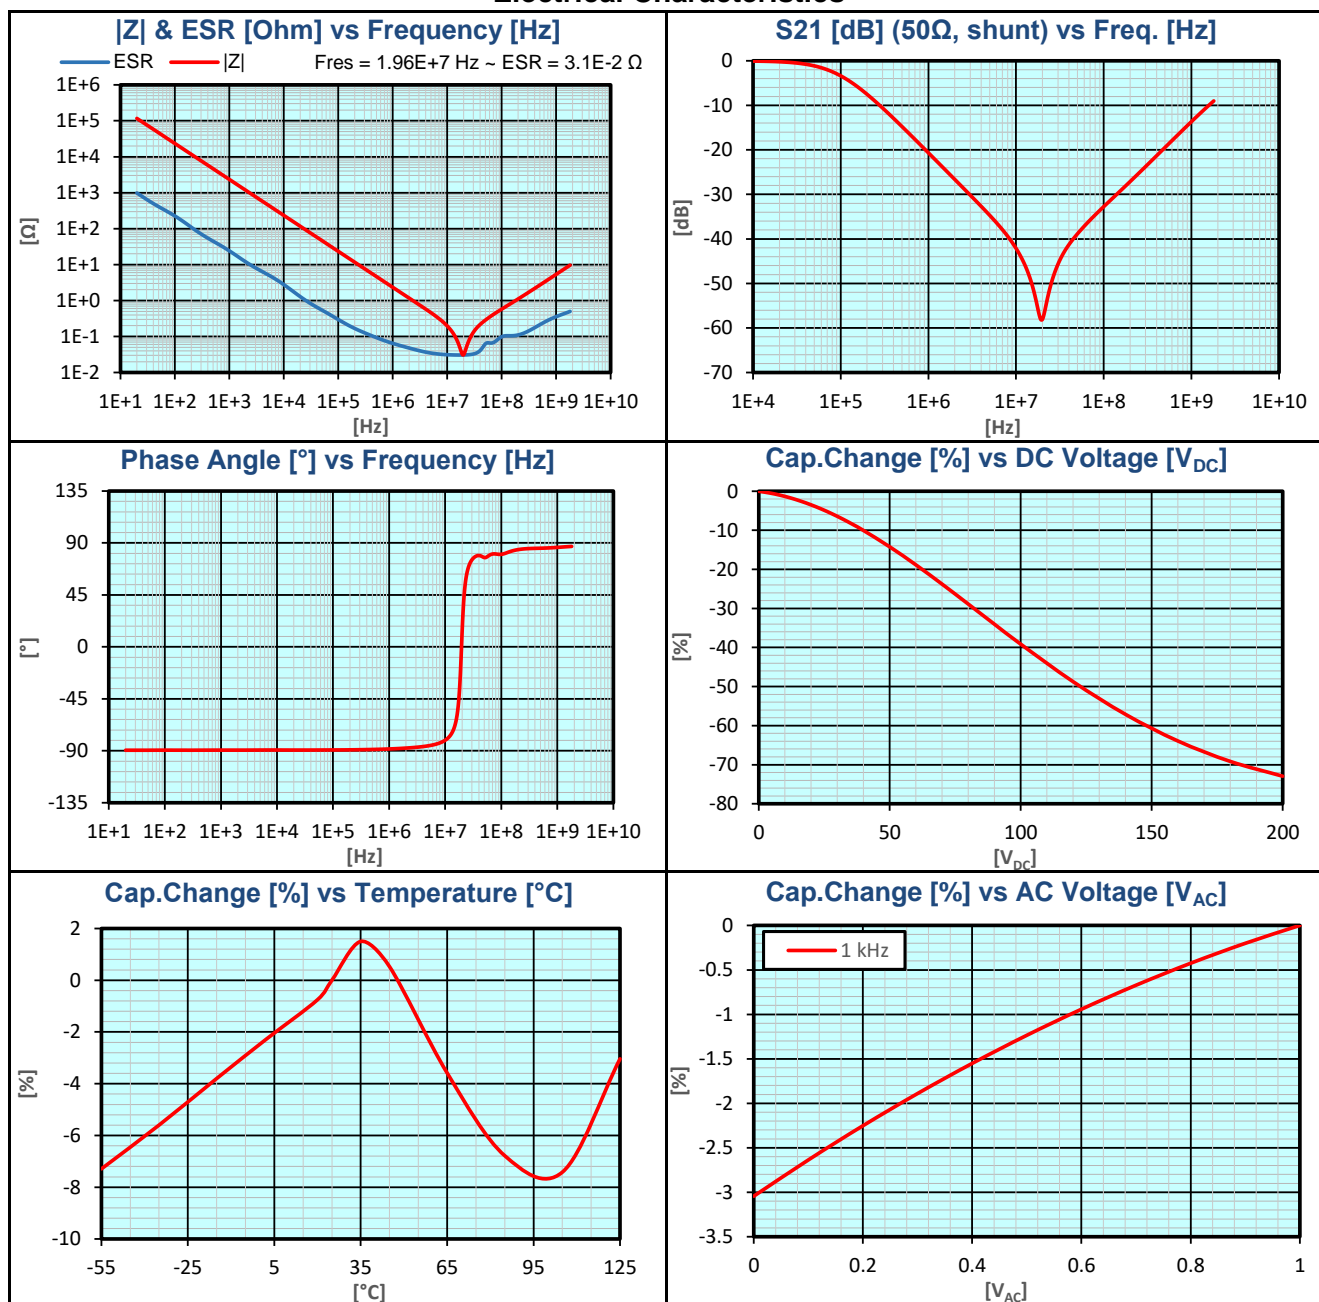 |Z| & ESR [Ohm] vs Frequency [Hz]
ESR |Z| Fres = 1.96E+7 Hz ~ ESR = 3.1E-2 Ω
1E+6
1E+5
1E+4
1E+3
1E+2
1E+1
1E+0
1E-1
1E-2
[Ω]
1E+1 1E+2 1E+3 1E+4 1E+5 1E+6 1E+7 1E+8 1E+9 1E+10
[Hz]
S21 [dB] (50Ω, shunt) vs Freq. [Hz]
0
-10
-20
-30
-40
-50
-60
-70
[dB]
1E+4 1E+5 1E+6 1E+7 1E+8 1E+9 1E+10
[Hz]
Phase Angle [°] vs Frequency [Hz]
135
90
45
0
-45
-90
-135
[°]
1E+1 1E+2 1E+3 1E+4 1E+5 1E+6 1E+7 1E+8 1E+9 1E+10
[Hz]
Cap.Change [%] vs DC Voltage [VDC]
0
-10
-20
-30
-40
-50
-60
-70
-80
[%]
0 50 100 150 200
[VDC]
Cap.Change [%] vs Temperature [°C]
2
0
-2
-4
-6
-8
-10
[%]
-55 -25 5 35 65 95 125
[°C]
Cap.Change [%] vs AC Voltage [VAC]
1 kHz
0
-0.5
-1
-1.5
-2
-2.5
-3
-3.5
[%]
0 0.2 0.4 0.6 0.8 1
[VAC]